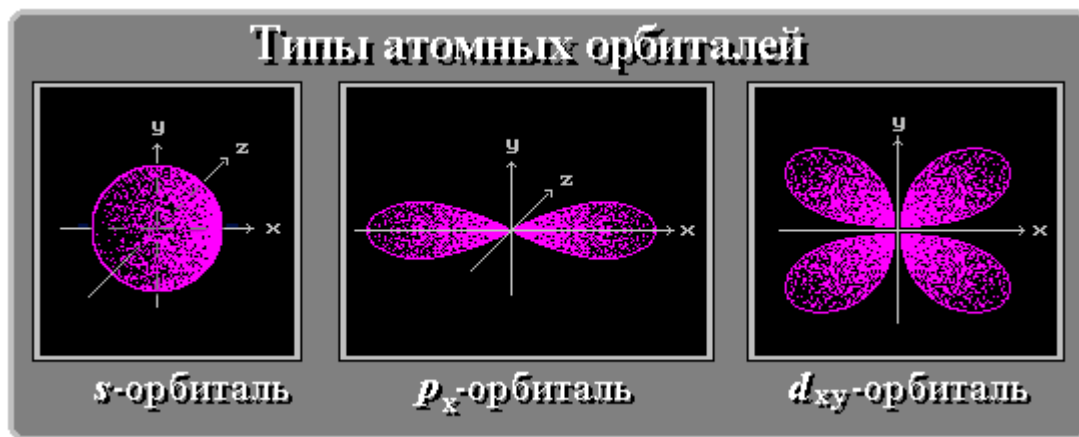 Типы атомных орбиталей
y
z
x
y
z
x
y
x
s-орбиталь
px-орбиталь
dxy-орбиталь